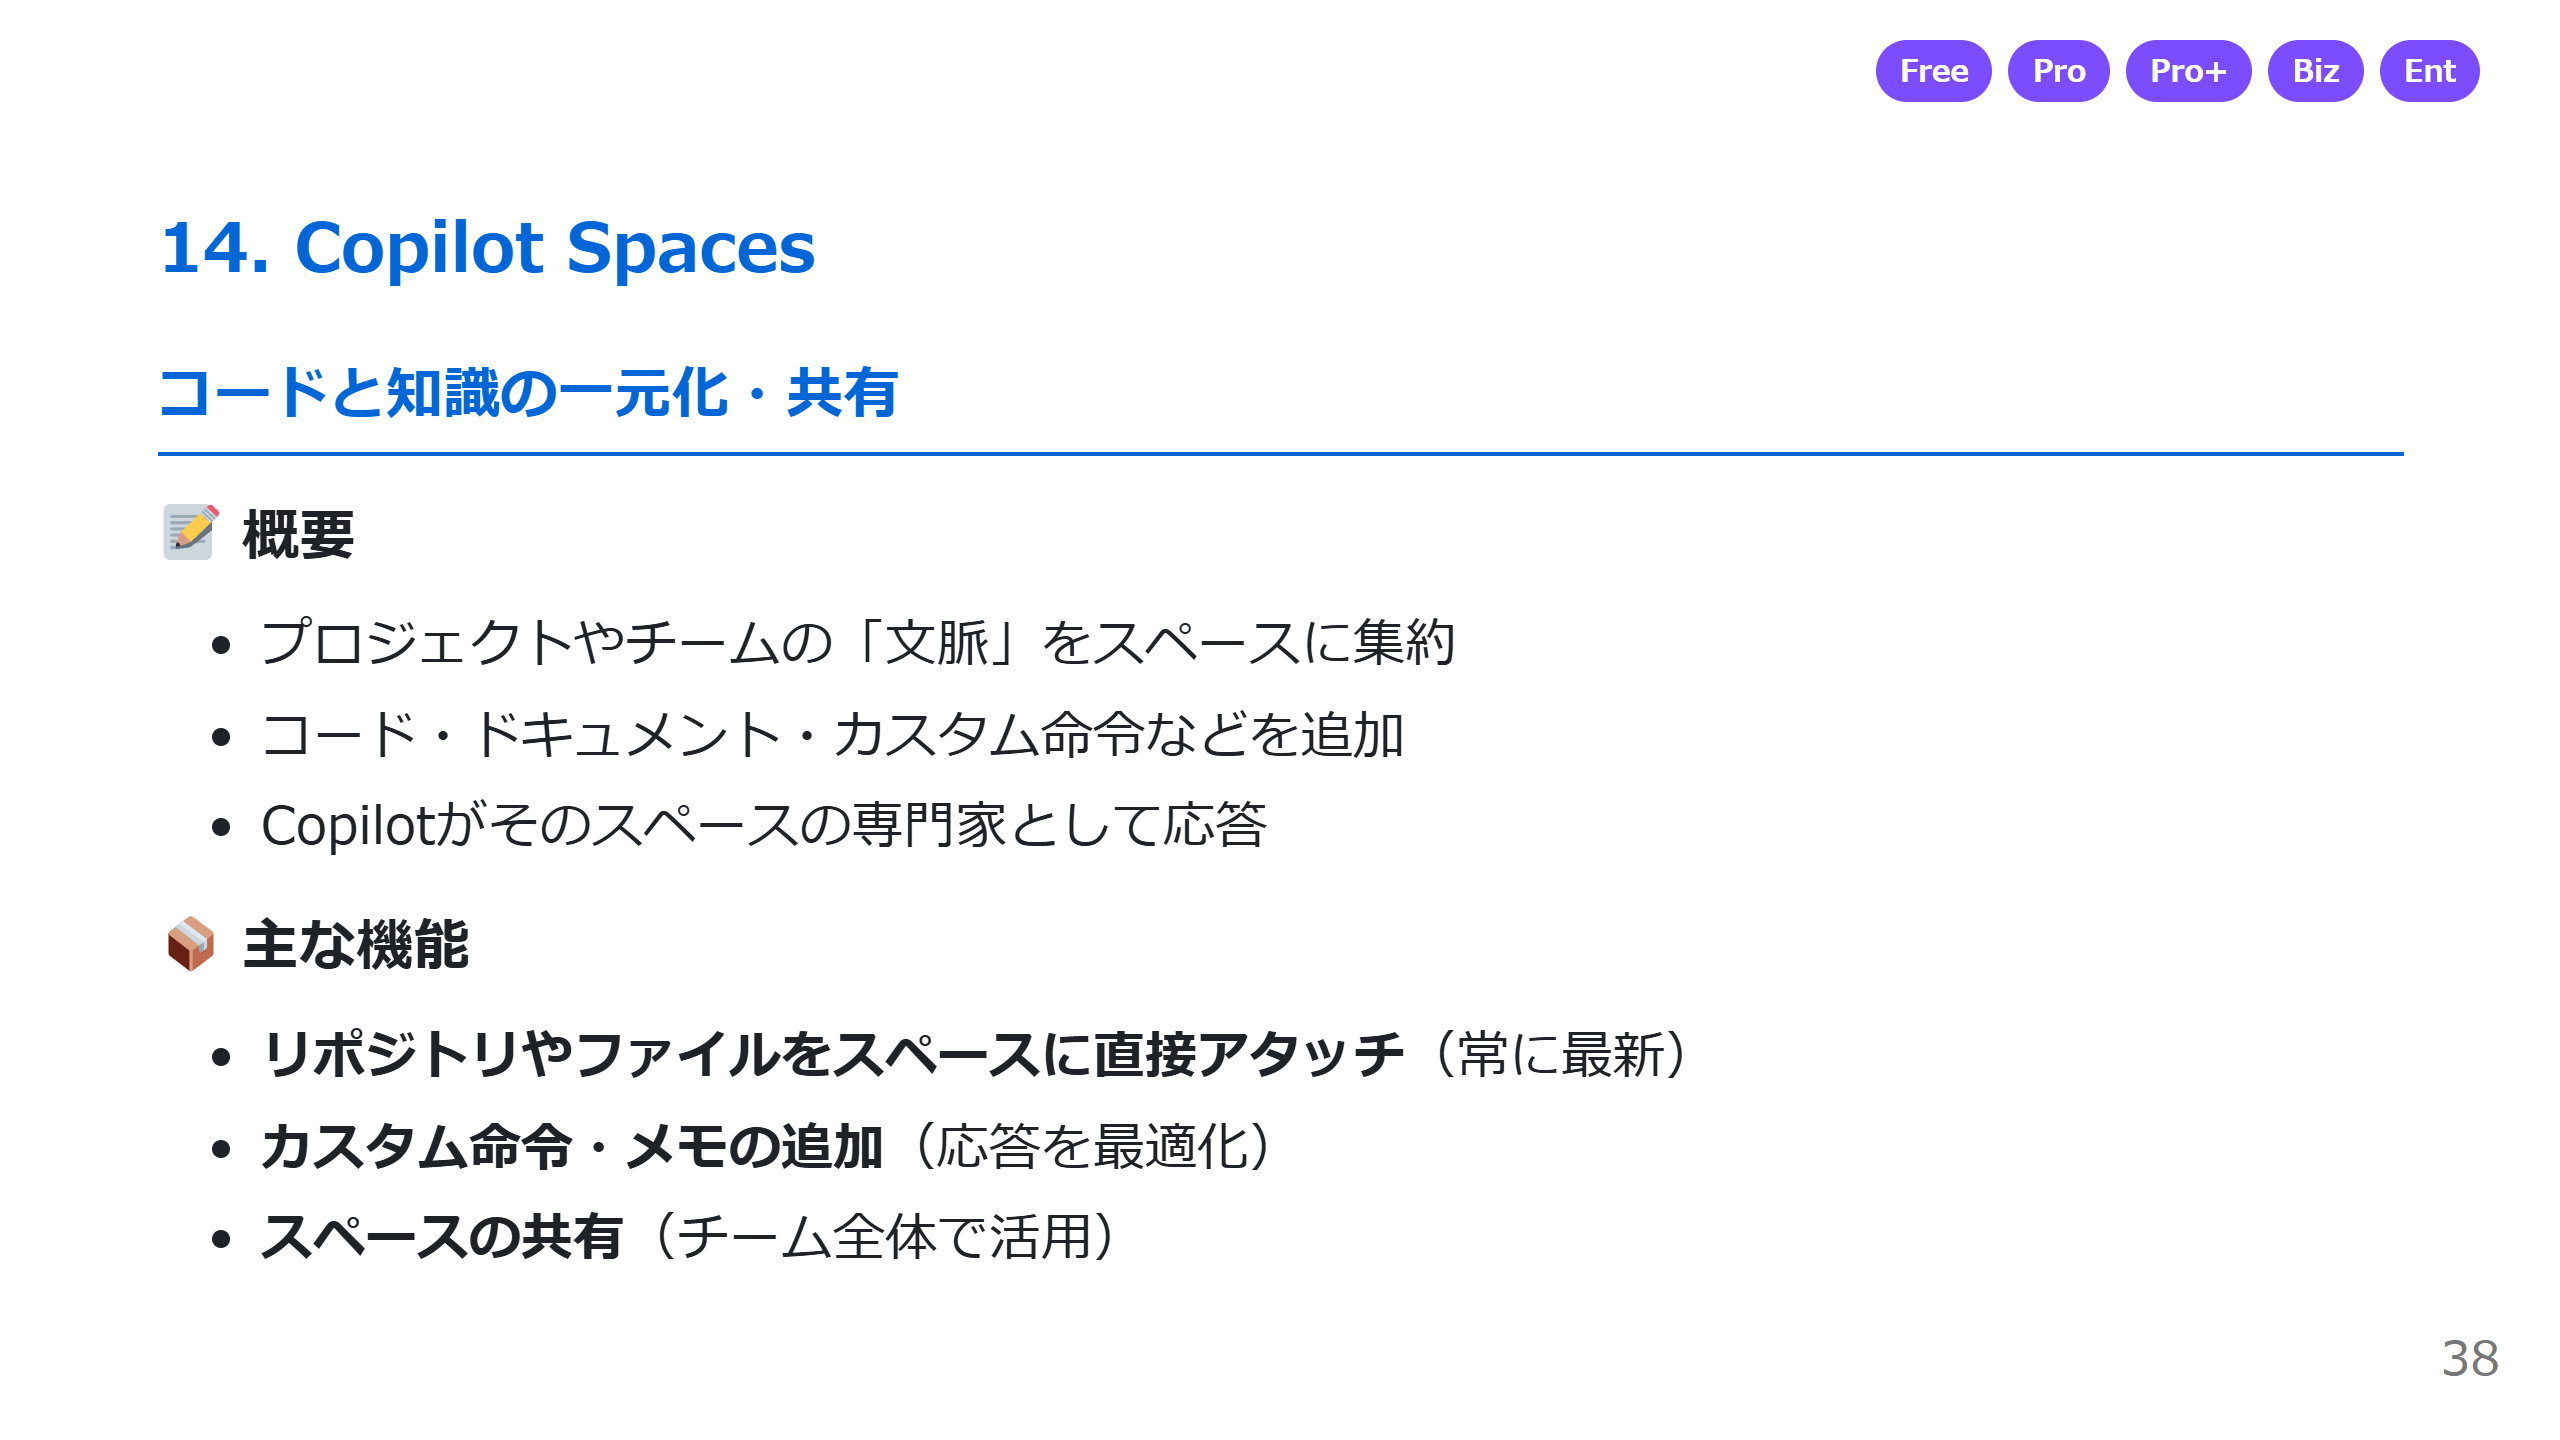 Free Pro Pro+ Biz Ent
14. Copilot Spaces
コードと知識の一元化・共有
概要
プロジェクトやチームの「文脈」をスペースに集約
コード・ドキュメント・カスタム命令などを追加
Copilotがそのスペースの専門家として応答
主な機能
リポジトリやファイルをスペースに直接アタッチ（常に最新）
カスタム命令・メモの追加（応答を最適化）
スペースの共有（チーム全体で活用）
38